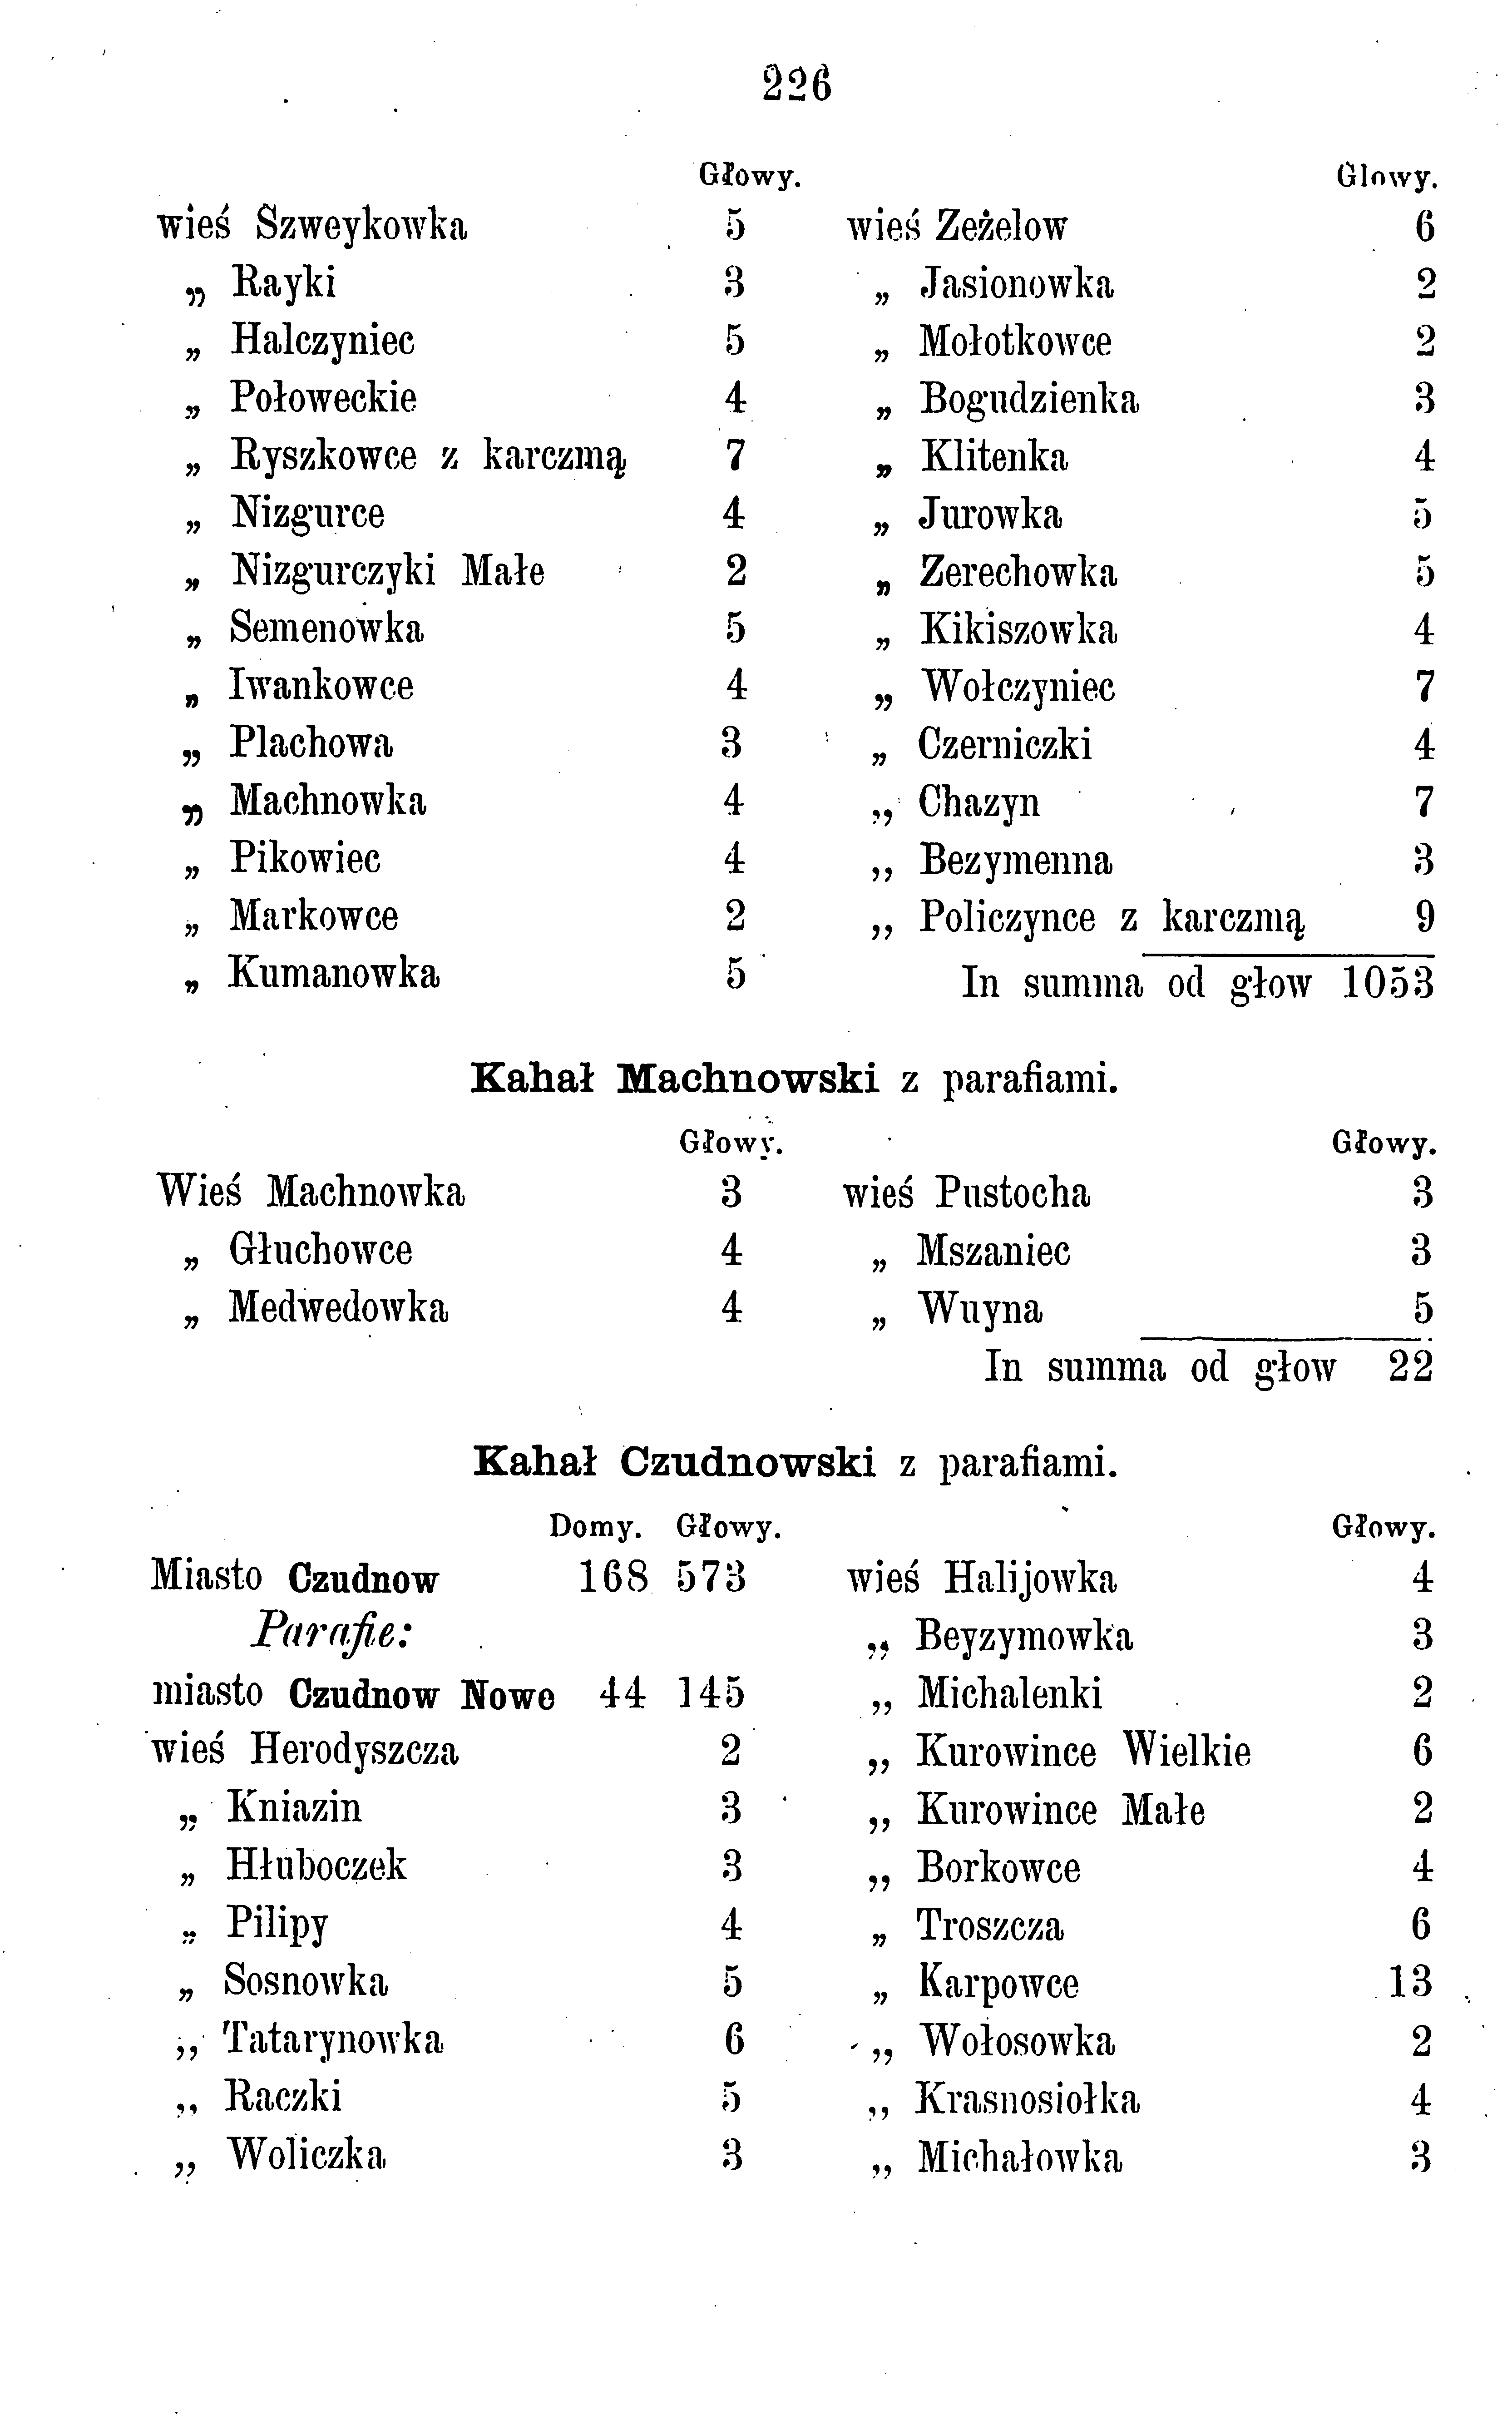 226
Głowy.
wieś Szweykowka 5
„ Rayki 3
„ Halczyniec 5
„ Połoweckie 4
„ Ryszkowce z karczmą 7
„ Nizgurce 4
„ Nizgurczyki Małe 2
„ Semenowka 5
„ Iwankowce 4
„ Plachowa 3
„ Machnowka 4
„ Pikowiec 4
„ Markowce 2
„ Kumanowka 5
Głowy.
wieś Zeżelow 6
„ Jasionowka 2
„ Mołotkowce 2
„ Bogudzienka 3
„ Klitenka 4
„ Jurowka 5
„ Zerechowka 5
„ Kikiszowka 4
„ Wołczyniec 7
„ Czerniczki 4
„ Chazyn 7
„ Bezymenna 3
„ Policzynce z karczmą 9
In summa od głow 1053
Kahał Machnowski z parafiami.
Głowy.
Wieś Machnowka 3
„ Głuchowce 4
„ Medwedowka 4
Głowy.
wieś Pustocha 3
„ Mszaniec 3
„ Wuyna 5
In summa od głow 22
Kahał Czudnowski z parafiami.
Domy. Głowy.
Miasto Czudnow 168 573
Parafie:
miasto Czudnow Nowe 44 145
wieś Herodyszcza 2
„ Kniazin 3
„ Hłuboczek 3
„ Pilipy 4
„ Sosnowka 5
„ Tatarynowka 6
„ Raczki 5
„ Woliczka 3
Głowy.
wieś Halijowka 4
„ Beyzymowka 3
„ Michalenki 2
„ Kurowince Wielkie 6
„ Kurowince Małe 2
„ Borkowce 4
„ Troszcza 6
„ Karpowce 13
„ Wołosowka 2
„ Krasnosiołka 4
„ Michałowka 3